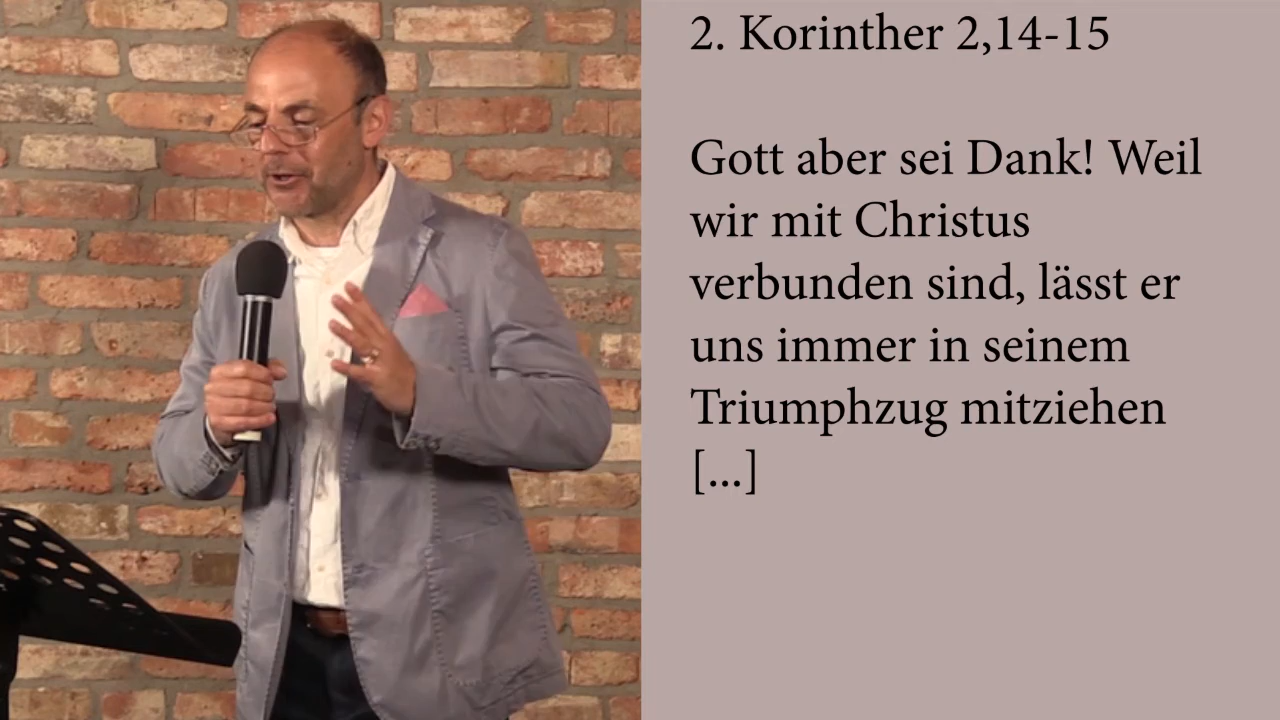 2. Korinther 2,14-15
Gott aber sei Dank! Weil
wir mit Christus
verbunden sind, lässt er
uns immer in seinem
Triumphzug mitziehen
[...]